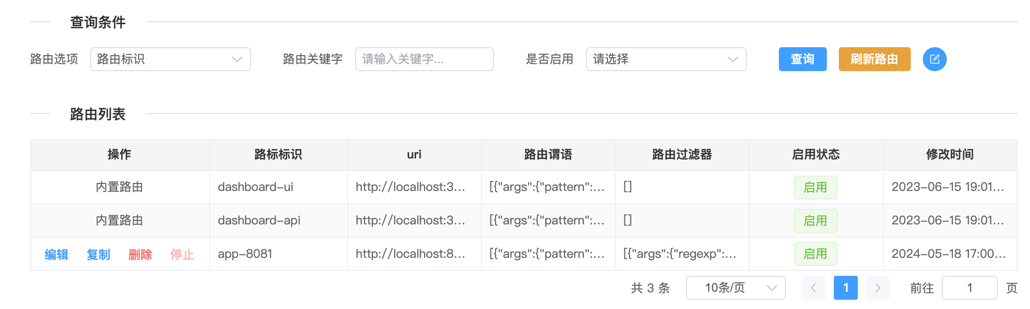 查询条件
路由选项 路由标识 路由关键字 请输入关键字... 是否启用 请选择 查询 刷新路由
路由列表
操作 路标标识 uri 路由谓语 路由过滤器 启用状态 修改时间
内置路由 dashboard-ui http://localhost:3... [{"args":{"pattern":... [] 启用 2023-06-15 19:01...
内置路由 dashboard-api http://localhost:3... [{"args":{"pattern":... [] 启用 2023-06-15 19:01...
编辑 复制 删除 停止 app-8081 http://localhost:8... [{"args":{"pattern":... [{"args":{"regexp":... 启用 2024-05-18 17:00...
共 3 条 10条/页 1 前往 1 页